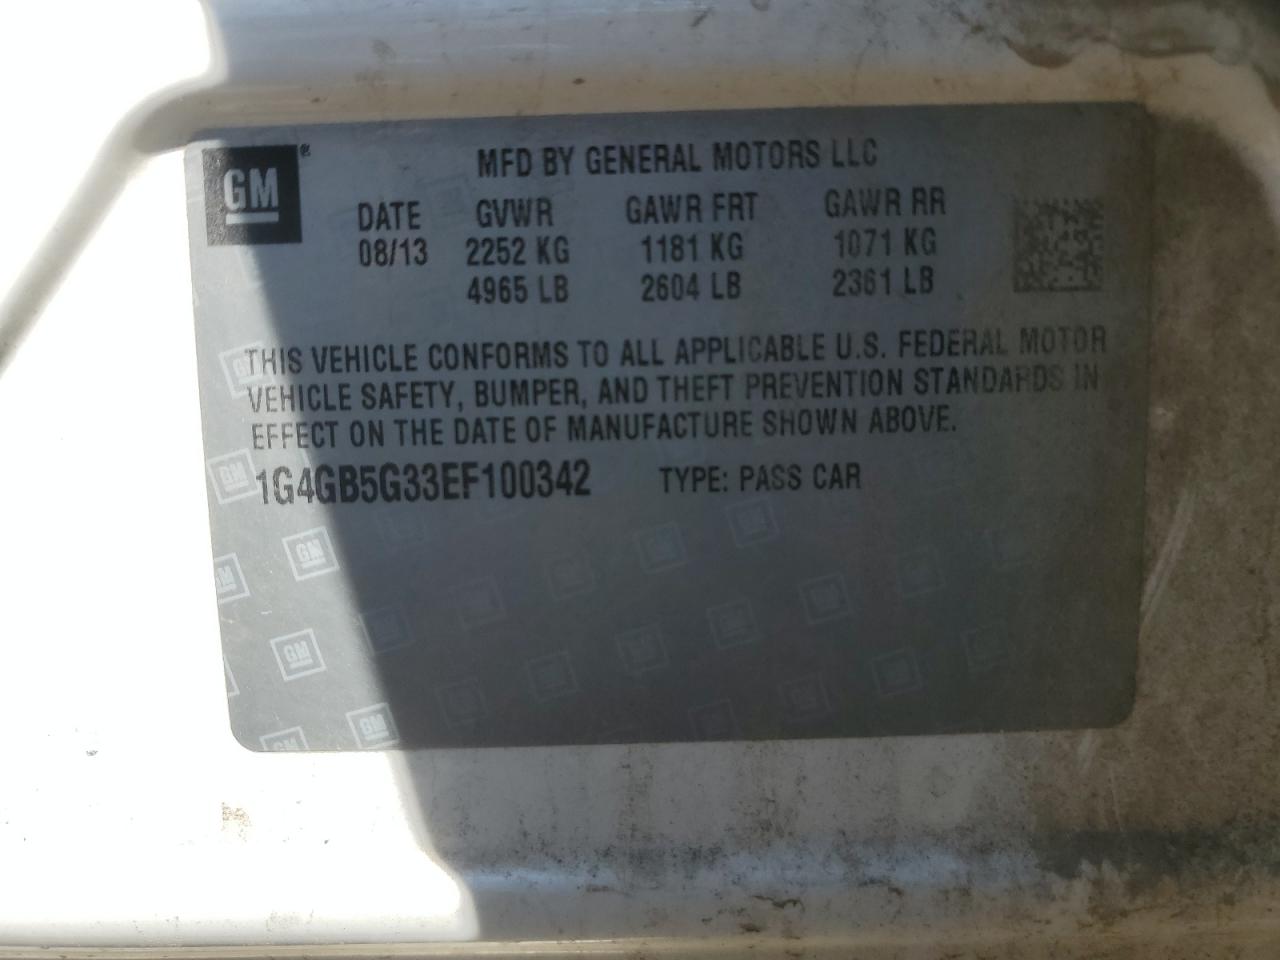 GM ®
MFD BY GENERAL MOTORS LLC
DATE GVWR GAWR FRT GAWR RR
08/13 2252 KG 1181 KG 1071 KG
4965 LB 2604 LB 2361 LB
THIS VEHICLE CONFORMS TO ALL APPLICABLE U.S. FEDERAL MOTOR
VEHICLE SAFETY, BUMPER, AND THEFT PREVENTION STANDARDS IN
EFFECT ON THE DATE OF MANUFACTURE SHOWN ABOVE.
1G4GB5G33EF100342 TYPE: PASS CAR